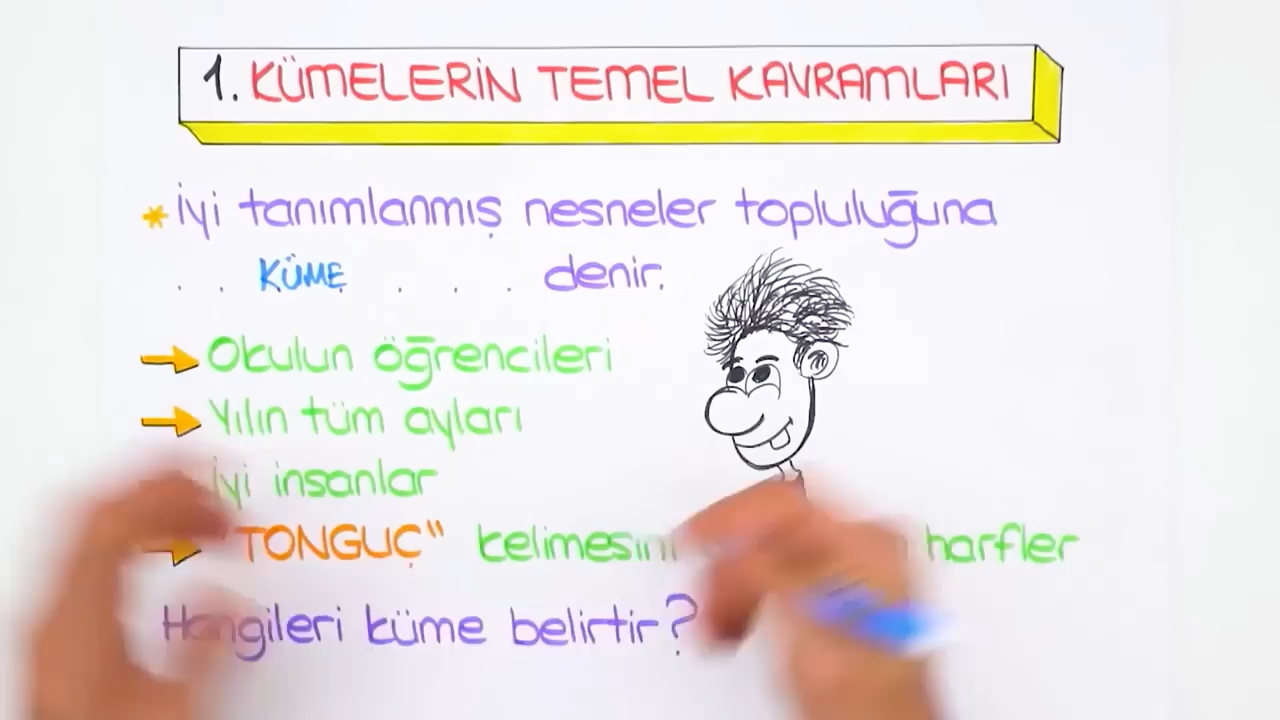 1. KÜMELERİN TEMEL KAVRAMLARI
* İyi tanımlanmış nesneler topluluğuna
. . KÜME . . . denir.
→ Okulun öğrencileri
→ Yılın tüm ayları
İyi insanlar
→ "TONGUÇ" kelimesini harfler
Hangileri küme belirtir?